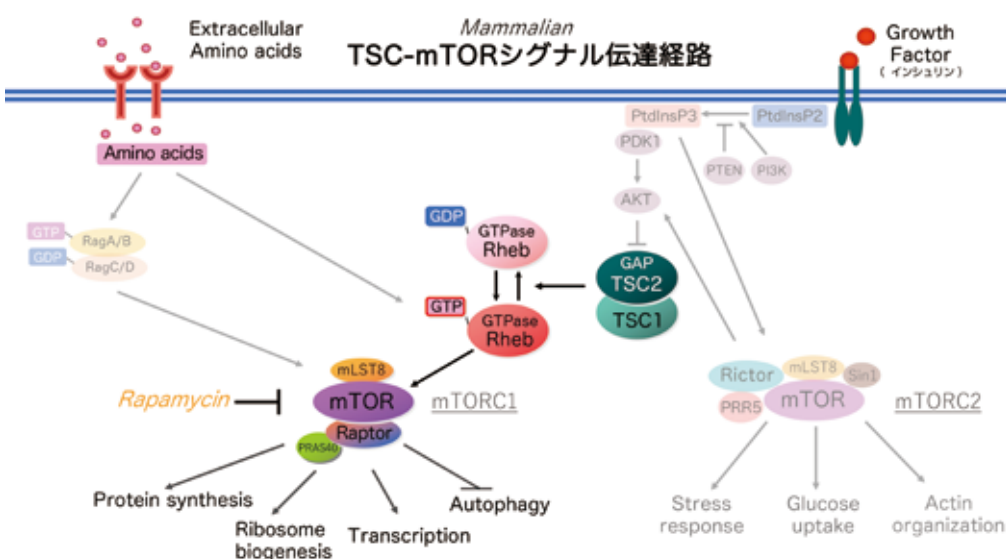 Extracellular
Amino acids
Mammalian
TSC-mTORシグナル伝達経路
Growth
Factor
( インシュリン )
PtdInsP3
PtdInsP2
PDK1
PTEN
PI3K
AKT
Amino acids
GTP
RagA/B
GDP
RagC/D
GDP
GTPase
Rheb
GAP
TSC2
TSC1
GTP
GTPase
Rheb
mLST8
mTOR
Raptor
PRAS40
mTORC1
Rapamycin
Rictor
mLST8
Sin1
PRR5
mTOR
mTORC2
Protein synthesis
Ribosome
biogenesis
Transcription
Autophagy
Stress
response
Glucose
uptake
Actin
organization